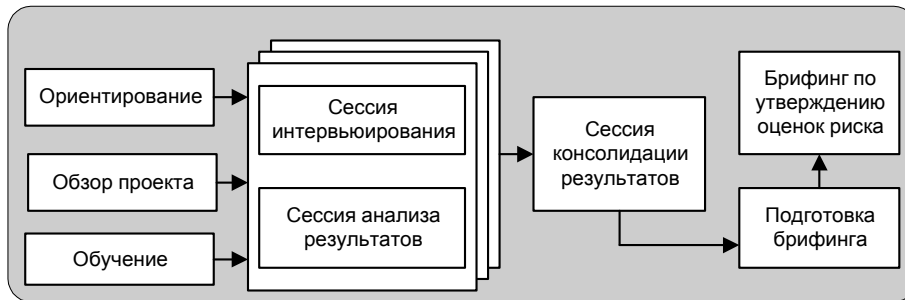 Ориентирование
Обзор проекта
Обучение
Сессия
интервьюирования
Сессия анализа
результатов
Сессия
консолидации
результатов
Брифинг по
утверждению
оценок риска
Подготовка
брифинга